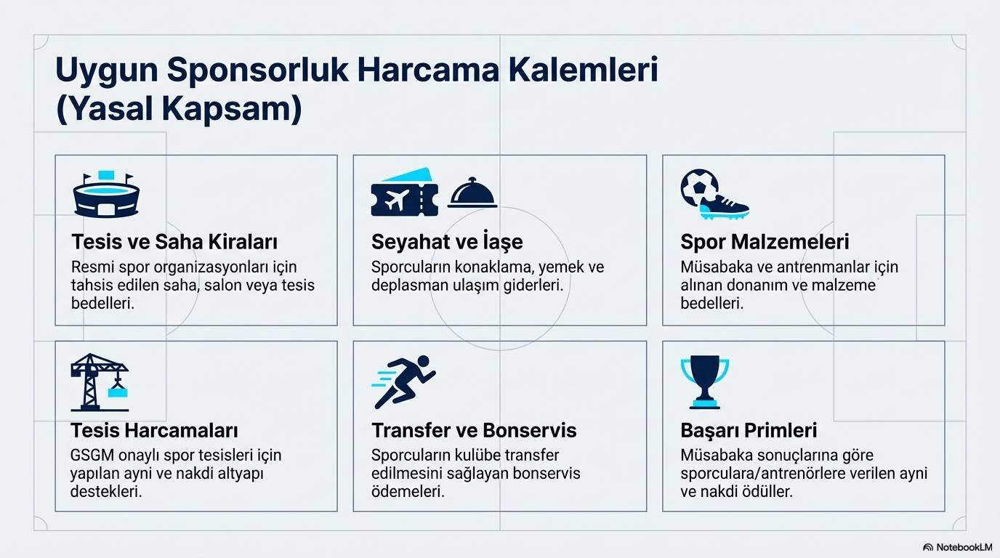 Uygun Sponsorluk Harcama Kalemleri
(Yasal Kapsam)
Tesis ve Saha Kiraları
Resmi spor organizasyonları için
tahsis edilen saha, salon veya tesis
bedelleri.
Seyahat ve İaşe
Sporcuların konaklama, yemek ve
deplasman ulaşım giderleri.
Spor Malzemeleri
Müsabaka ve antrenmanlar için
alınan donanım ve malzeme
bedelleri.
Tesis Harcamaları
GSGM onaylı spor tesisleri için
yapılan ayni ve nakdi altyapı
destekleri.
Transfer ve Bonservis
Sporcuların kulübe transfer
edilmesini sağlayan bonservis
ödemeleri.
Başarı Primleri
Müsabaka sonuçlarına göre
sporculara/antrenörlere verilen ayni
ve nakdi ödüller.
NotebookLM